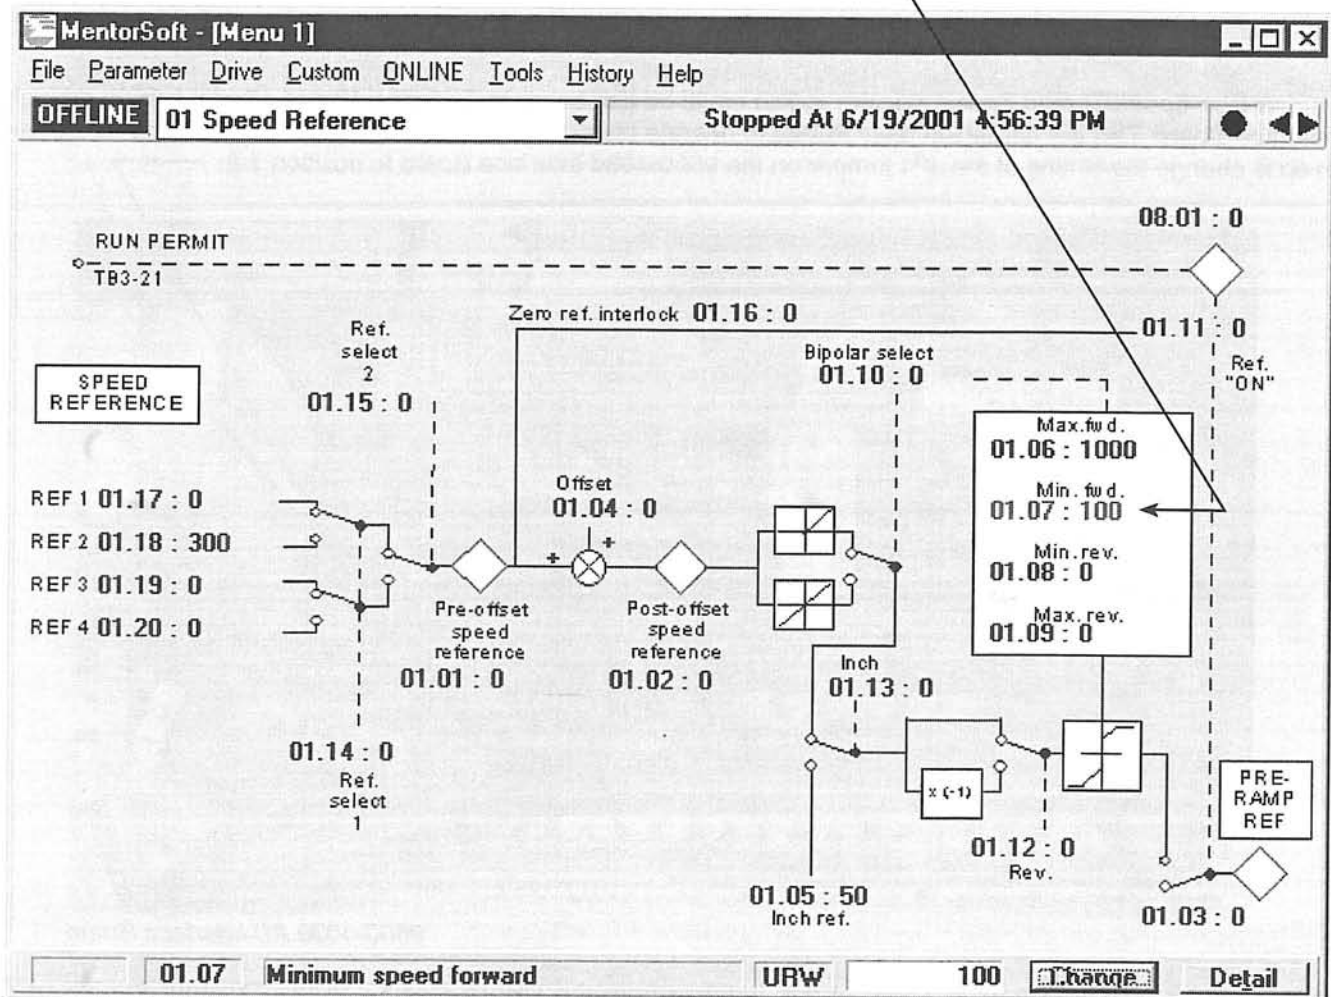 MentorSoft - [Menu 1]
File Parameter Drive Custom ONLINE Tools History Help
OFFLINE 01 Speed Reference Stopped At 6/19/2001 4:56:39 PM
08.01 : 0
RUN PERMIT
TB3-21
Zero ref. interlock 01.16 : 0
01.11 : 0
Ref.
"ON"
Ref.
select
2
01.15 : 0
Bipolar select
01.10 : 0
SPEED
REFERENCE
Max.fwd.
01.06 : 1000
Min. fwd.
01.07 : 100
Min.rev.
01.08 : 0
Max.rev.
01.09 : 0
Offset
01.04 : 0
REF 1 01.17 : 0
REF 2 01.18 : 300
REF 3 01.19 : 0
REF 4 01.20 : 0
+
+
Pre-offset
speed
reference
01.01 : 0
Post-offset
speed
reference
01.02 : 0
Inch
01.13 : 0
01.14 : 0
Ref.
select
1
x (-1)
01.12 : 0
Rev.
PRE-
RAMP
REF
01.05 : 50
Inch ref.
01.03 : 0
01.07 Minimum speed forward URW 100 Change Detail